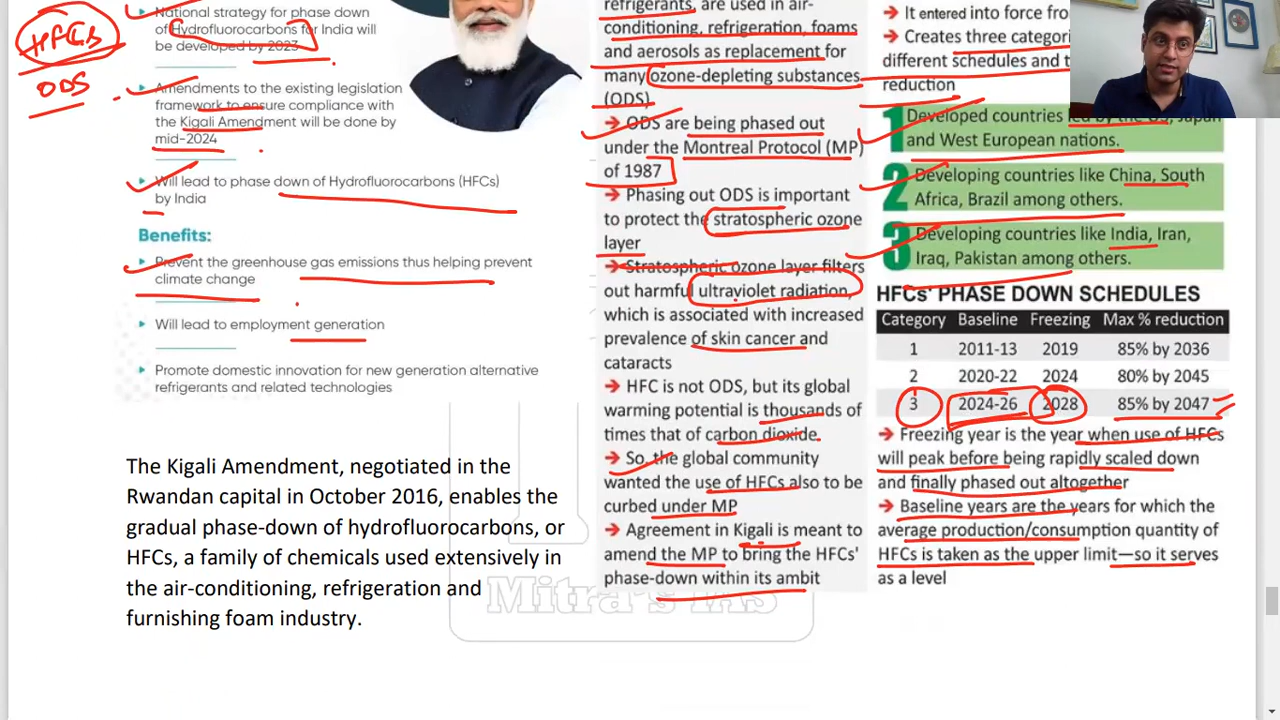 HFCs
ODS
National strategy for phase down
of Hydrofluorocarbons for India will
be developed by 2023
Amendments to the existing legislation
framework to ensure compliance with
the Kigali Amendment will be done by
mid-2024
Will lead to phase down of Hydrofluorocarbons (HFCs)
by India
Benefits:
Prevent the greenhouse gas emissions thus helping prevent
climate change
Will lead to employment generation
Promote domestic innovation for new generation alternative
refrigerants and related technologies
The Kigali Amendment, negotiated in the
Rwandan capital in October 2016, enables the
gradual phase-down of hydrofluorocarbons, or
HFCs, a family of chemicals used extensively in
the air-conditioning, refrigeration and
furnishing foam industry.
refrigerants, are used in air-
conditioning, refrigeration, foams
and aerosols as replacement for
many ozone-depleting substances
(ODS)
→ ODS are being phased out
under the Montreal Protocol (MP)
of 1987
→ Phasing out ODS is important
to protect the stratospheric ozone
layer
→ Stratospheric ozone layer filters
out harmful ultraviolet radiation,
which is associated with increased
prevalence of skin cancer and
cataracts
→ HFC is not ODS, but its global
warming potential is thousands of
times that of carbon dioxide.
→ So, the global community
wanted the use of HFCs also to be
curbed under MP
→ Agreement in Kigali is meant to
amend the MP to bring the HFCs'
phase-down within its ambit
Mitra's IAS
→ It entered into force fro
→ Creates three categori
different schedules and t
reduction
1 Developed countries led by the US, Japan
and West European nations.
2 Developing countries like China, South
Africa, Brazil among others.
3 Developing countries like India, Iran,
Iraq, Pakistan among others.
HFCs' PHASE DOWN SCHEDULES
Category Baseline Freezing Max % reduction
1 2011-13 2019 85% by 2036
2 2020-22 2024 80% by 2045
3 2024-26 2028 85% by 2047
→ Freezing year is the year when use of HFCs
will peak before being rapidly scaled down
and finally phased out altogether
→ Baseline years are the years for which the
average production/consumption quantity of
HFCs is taken as the upper limit—so it serves
as a level